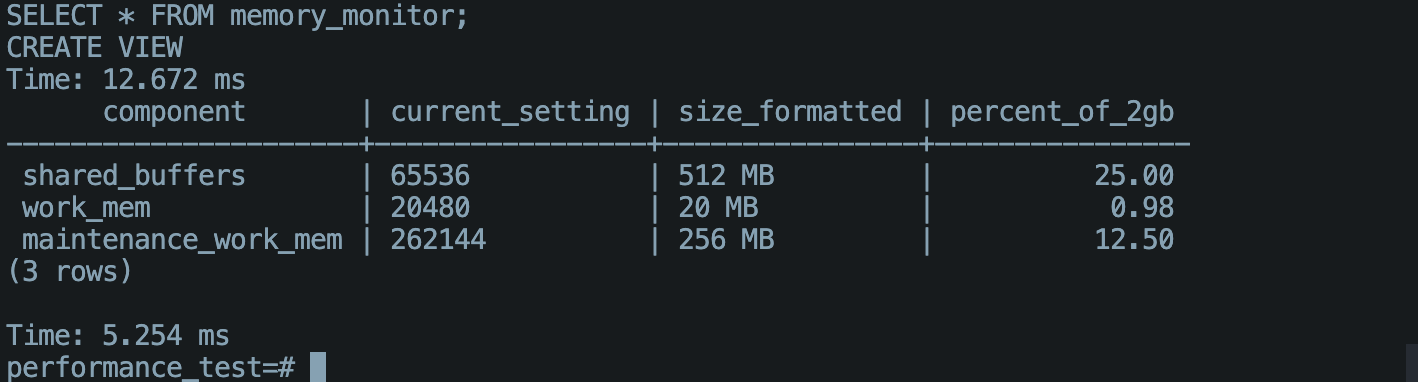 SELECT * FROM memory_monitor;
CREATE VIEW
Time: 12.672 ms
      component       | current_setting | size_formatted | percent_of_2gb
----------------------+-----------------+----------------+----------------
 shared_buffers       | 65536           | 512 MB         |          25.00
 work_mem             | 20480           | 20 MB          |           0.98
 maintenance_work_mem | 262144          | 256 MB         |          12.50
(3 rows)

Time: 5.254 ms
performance_test=#